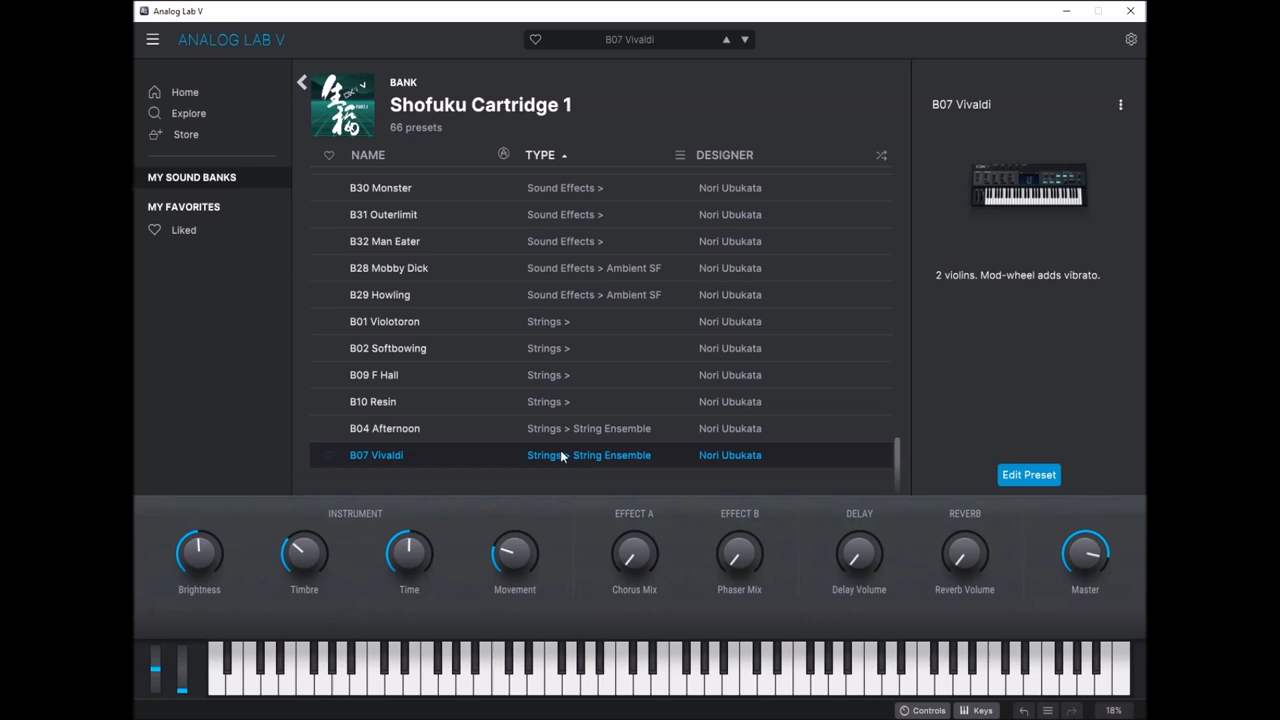 Analog Lab V
ANALOG LAB V
B07 Vivaldi
Home
Explore
Store
MY SOUND BANKS
MY FAVORITES
Liked
生福
BANK
Shofuku Cartridge 1
66 presets
NAME TYPE DESIGNER
B30 Monster Sound Effects > Nori Ubukata
B31 Outerlimit Sound Effects > Nori Ubukata
B32 Man Eater Sound Effects > Nori Ubukata
B28 Mobby Dick Sound Effects > Ambient SF Nori Ubukata
B29 Howling Sound Effects > Ambient SF Nori Ubukata
B01 Violotoron Strings > Nori Ubukata
B02 Softbowing Strings > Nori Ubukata
B09 F Hall Strings > Nori Ubukata
B10 Resin Strings > Nori Ubukata
B04 Afternoon Strings > String Ensemble Nori Ubukata
B07 Vivaldi Strings > String Ensemble Nori Ubukata
B07 Vivaldi
2 violins. Mod-wheel adds vibrato.
Edit Preset
INSTRUMENT EFFECT A EFFECT B DELAY REVERB
Brightness Timbre Time Movement Chorus Mix Phaser Mix Delay Volume Reverb Volume Master
Controls Keys 18%